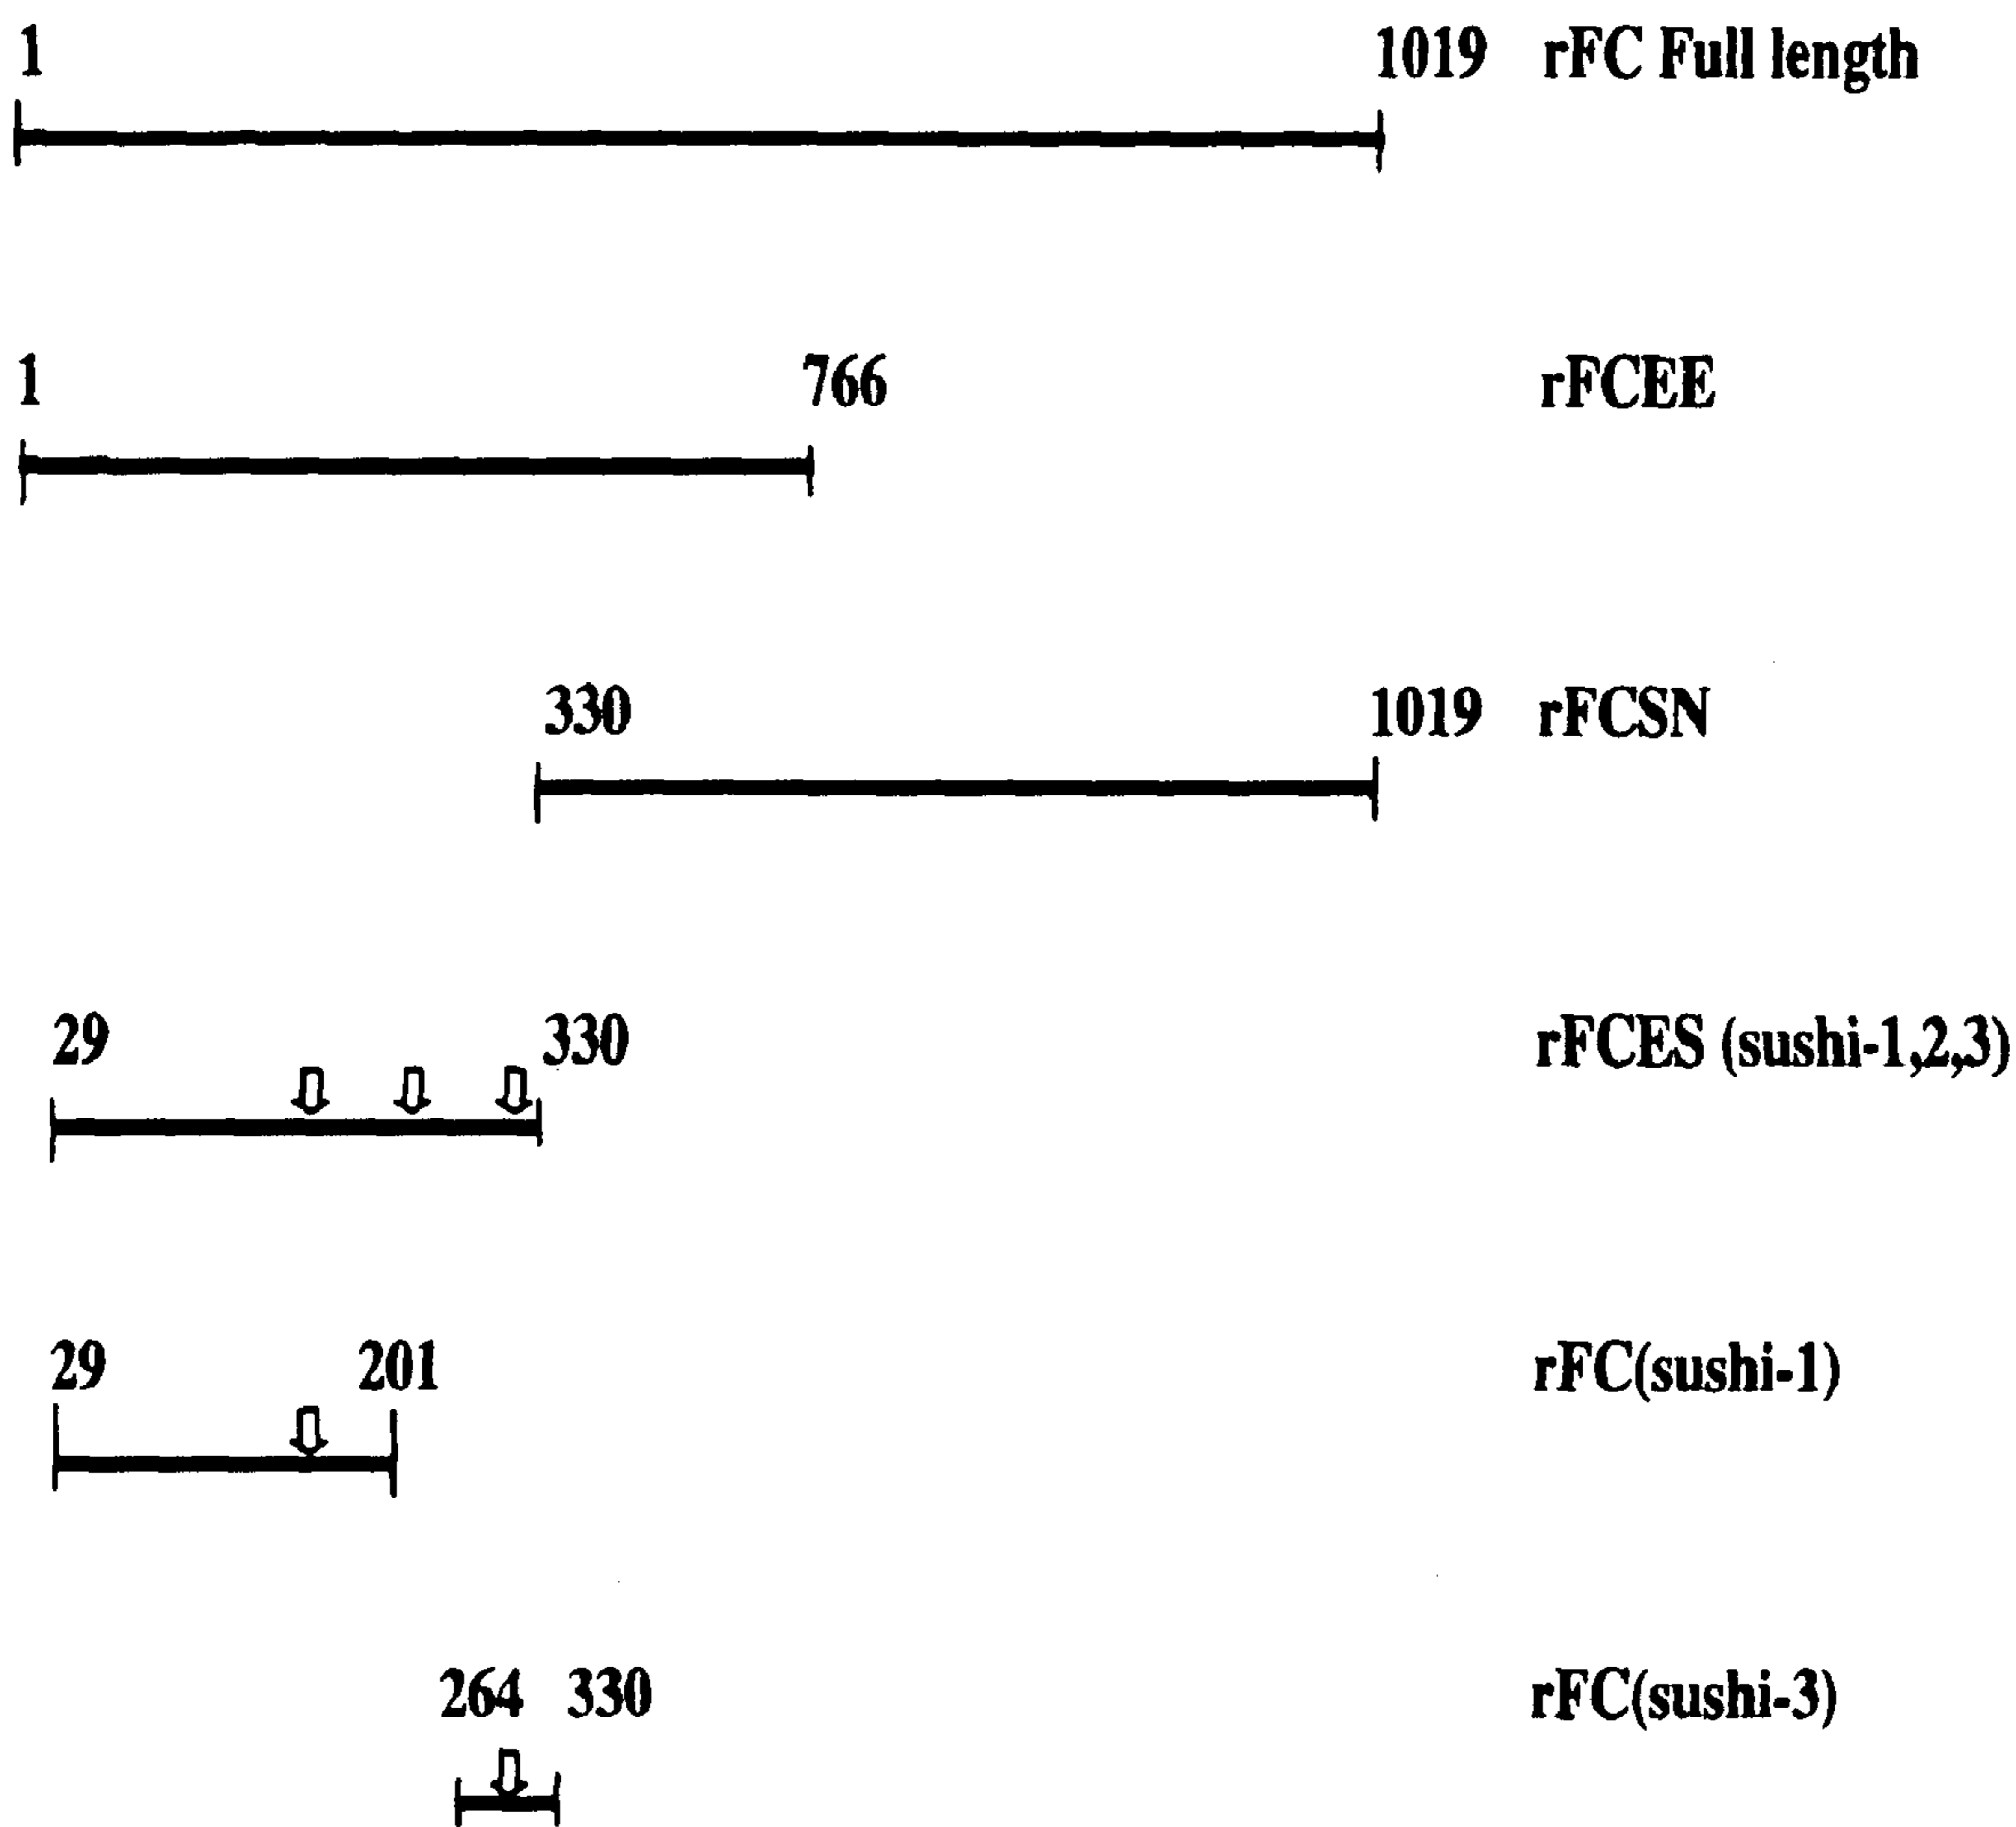 1 1019 rFC Full length
1 766 rFCEE
330 1019 rFCSN
29 330 rFCES (sushi-1,2,3)
29 201 rFC(sushi-1)
264 330 rFC(sushi-3)